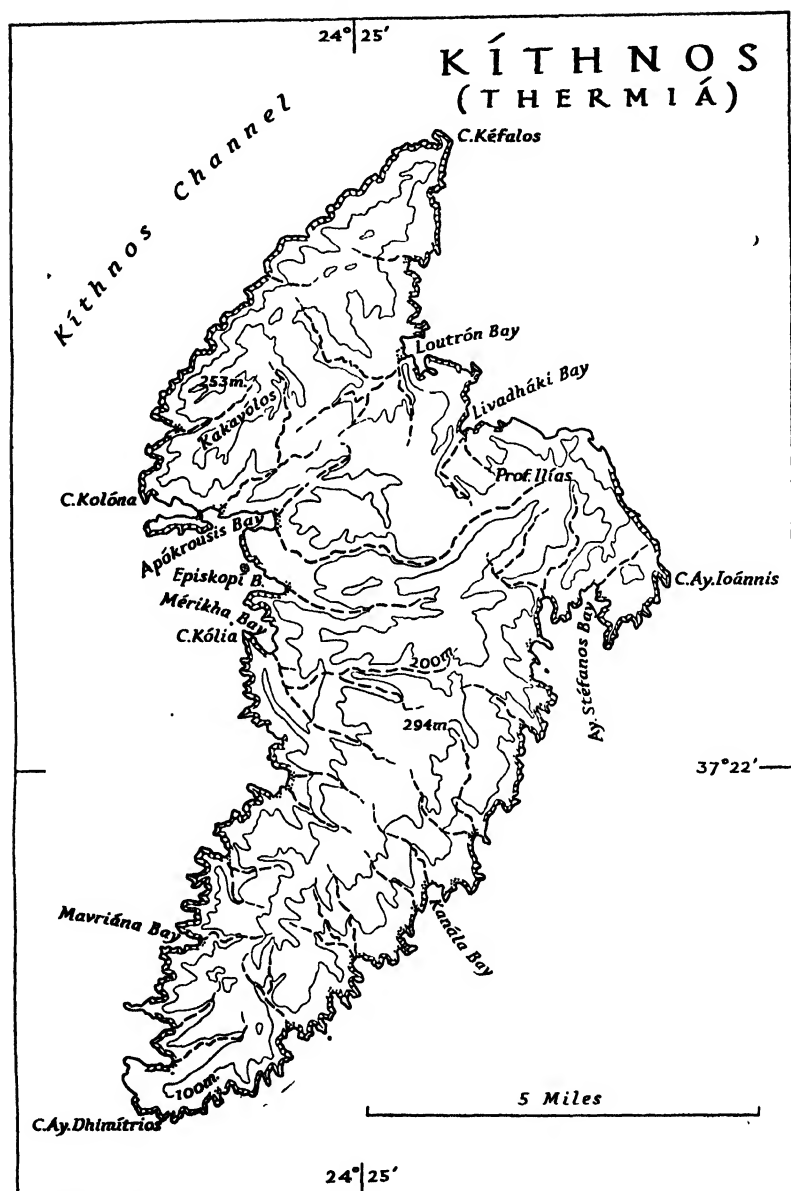 24° 25′
KÍTHNOS
(THERMIÁ)
C.Kéfalos
Kíthnos Channel
Loutrón Bay
Livadháki Bay
253m.
Kakavólos
Prof.Ilías
C.Kolóna
Apókrousis Bay
Episkopí B.
C.Ay.Ioánnis
Mérikha Bay
C.Kólia
200m.
Ay.Stéfanos Bay
294m.
37°22′
Mavriána Bay
Kanála Bay
100m.
5 Miles
C.Ay.Dhimítrios
24° 25′